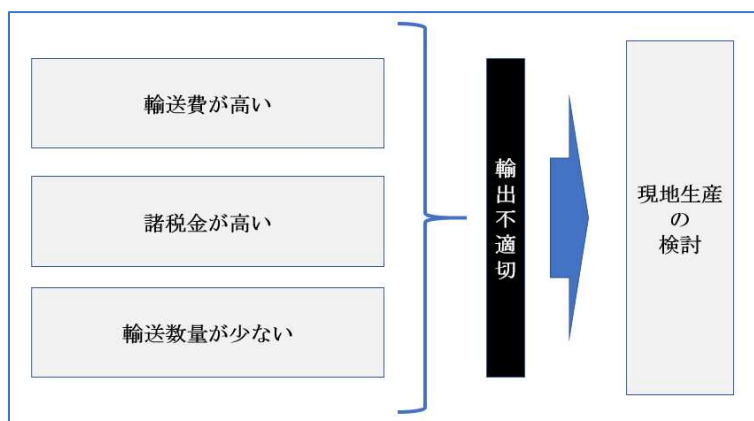 輸送費が高い
諸税金が高い
輸送数量が少ない
輸出不適切
現地生産
の
検討